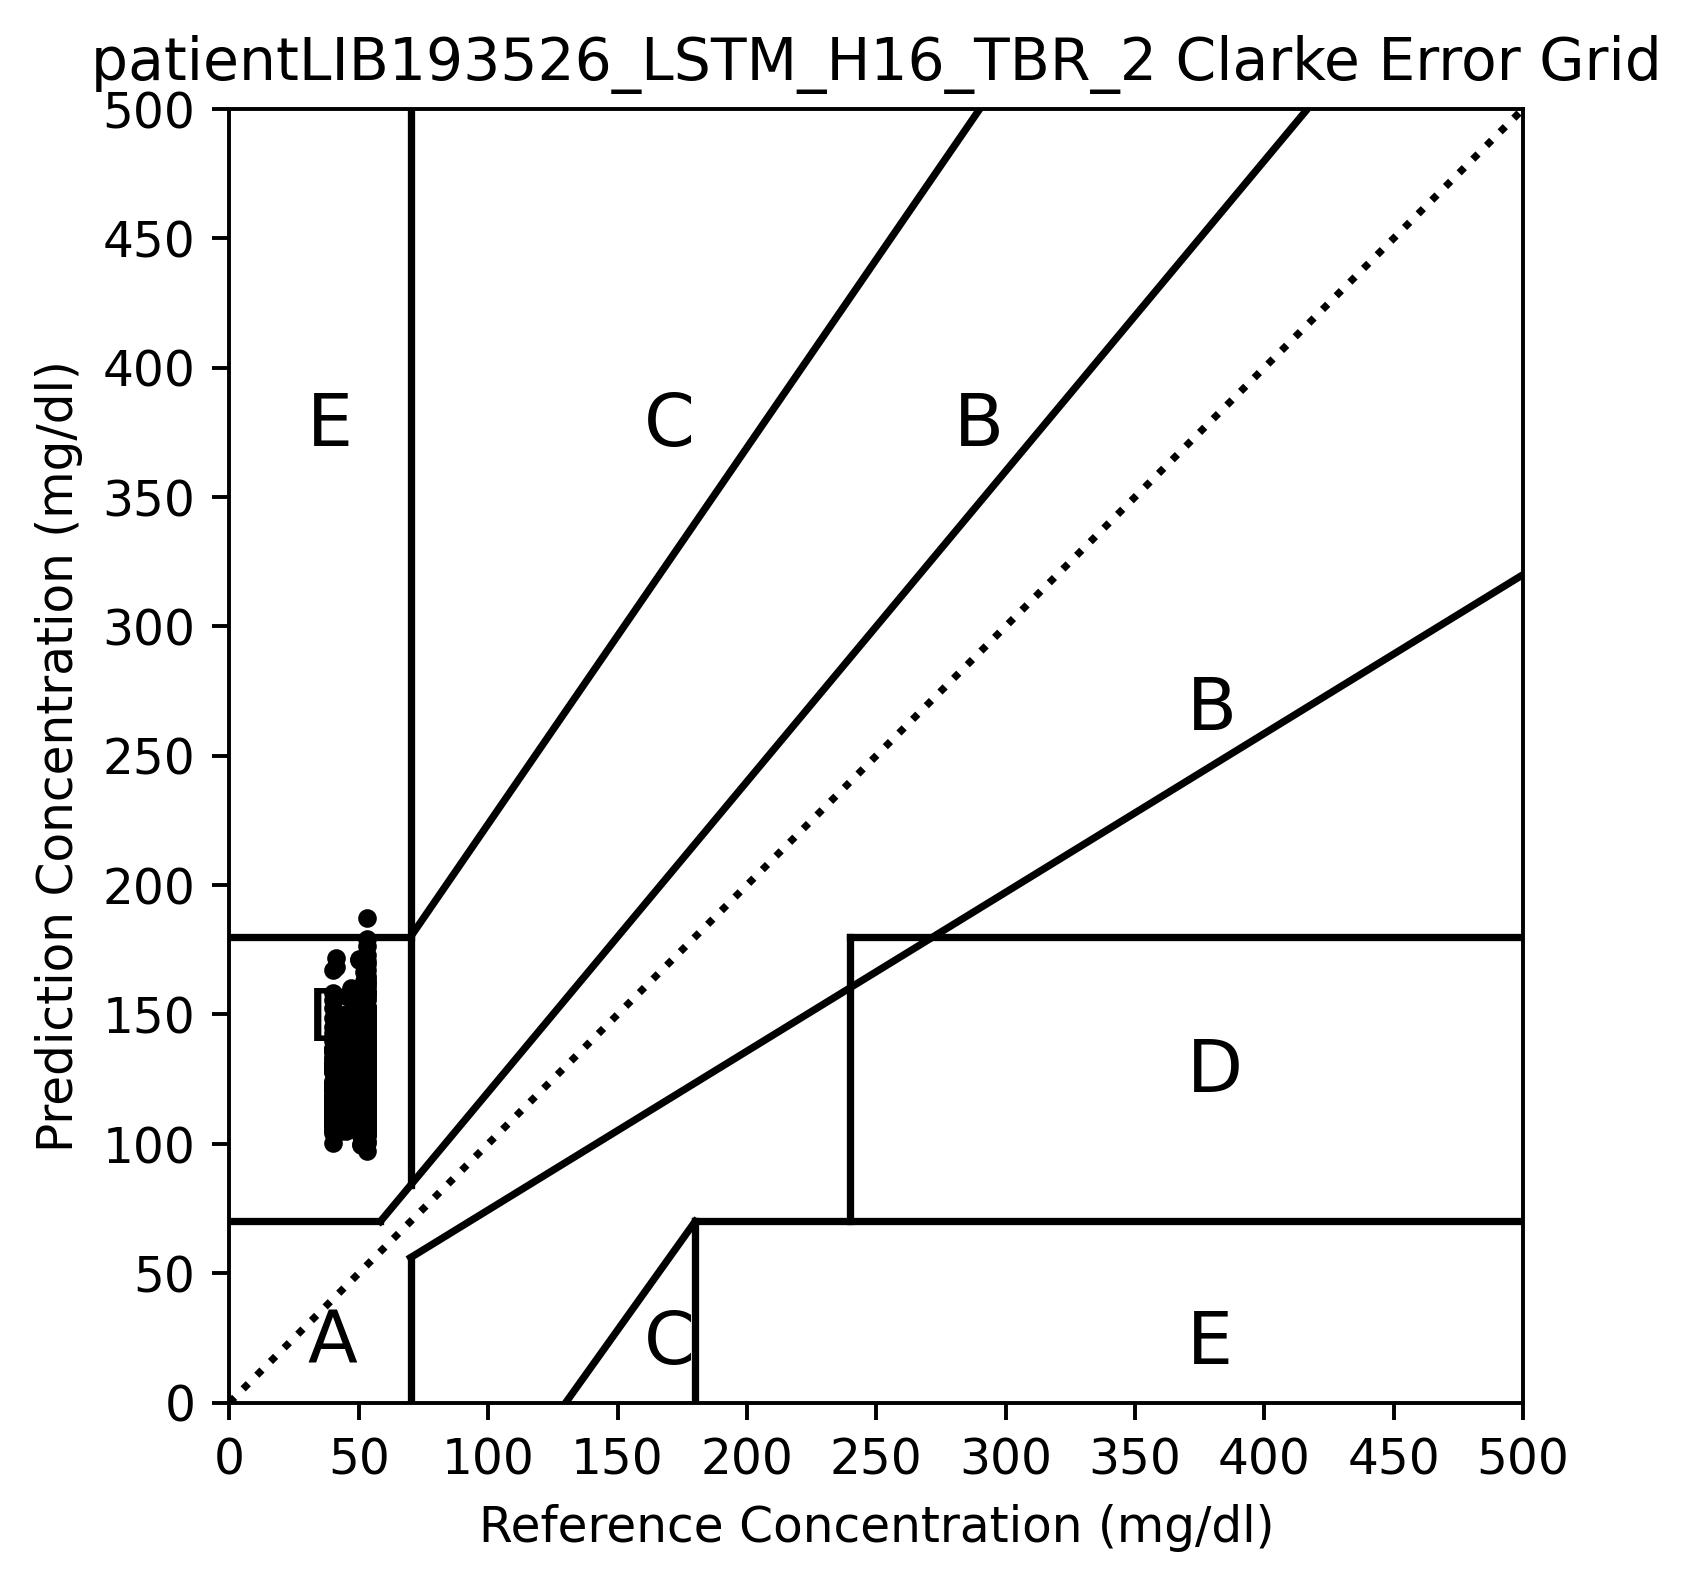 patientLIB193526_LSTM_H16_TBR_2 Clarke Error Grid
500
450
400
350
300
250
200
150
100
50
0
Prediction Concentration (mg/dl)
E
C
B
B
D
A
C
E
0 50 100 150 200 250 300 350 400 450 500
Reference Concentration (mg/dl)